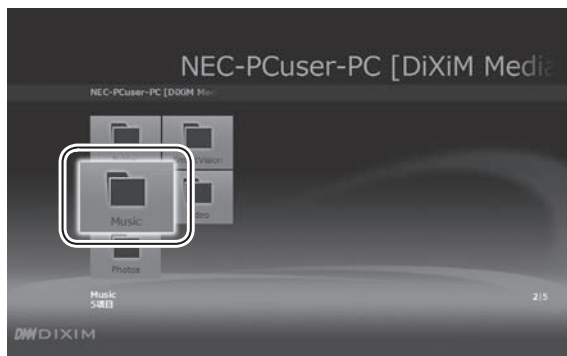 NEC-PCuser-PC [DiXiM Media
NEC-PCuser-PC [DiXiM Me
Music
Photos
Music
5項目
2|5
DIXIM